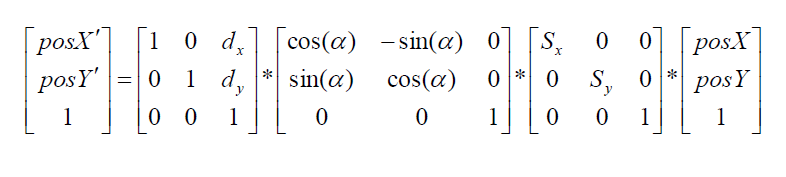 posX' 1 0 dx cos(α) −sin(α) 0 Sx 0 0 posX
posY' = 0 1 dy * sin(α) cos(α) 0 * 0 Sy 0 * posY
1 0 0 1 0 0 1 0 0 1 1